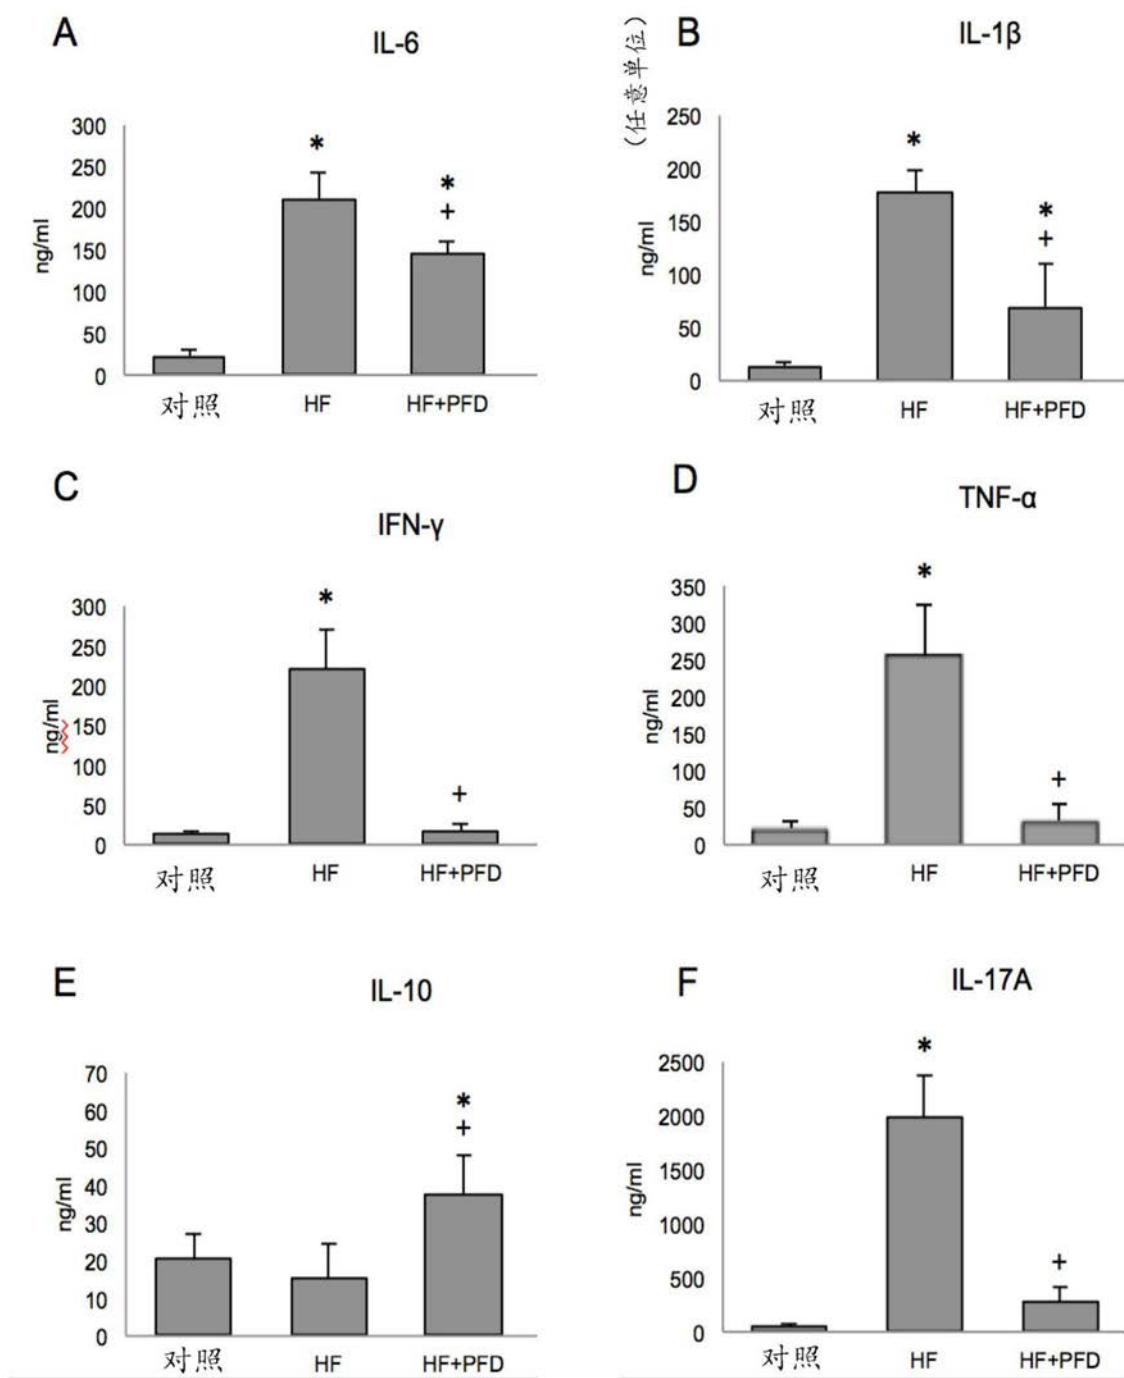 A
IL-6
300
250
200
150
100
50
0
ng/ml
*
*
+
对照
HF
HF+PFD
B
IL-1β
(任意单位)
250
200
150
100
50
0
ng/ml
*
*
+
对照
HF
HF+PFD
C
IFN-γ
300
250
200
150
100
50
0
ng/ml
*
+
对照
HF
HF+PFD
D
TNF-α
350
300
250
200
150
100
50
0
ng/ml
*
+
对照
HF
HF+PFD
E
IL-10
70
60
50
40
30
20
10
0
ng/ml
*
+
对照
HF
HF+PFD
F
IL-17A
2500
2000
1500
1000
500
0
ng/ml
*
+
对照
HF
HF+PFD